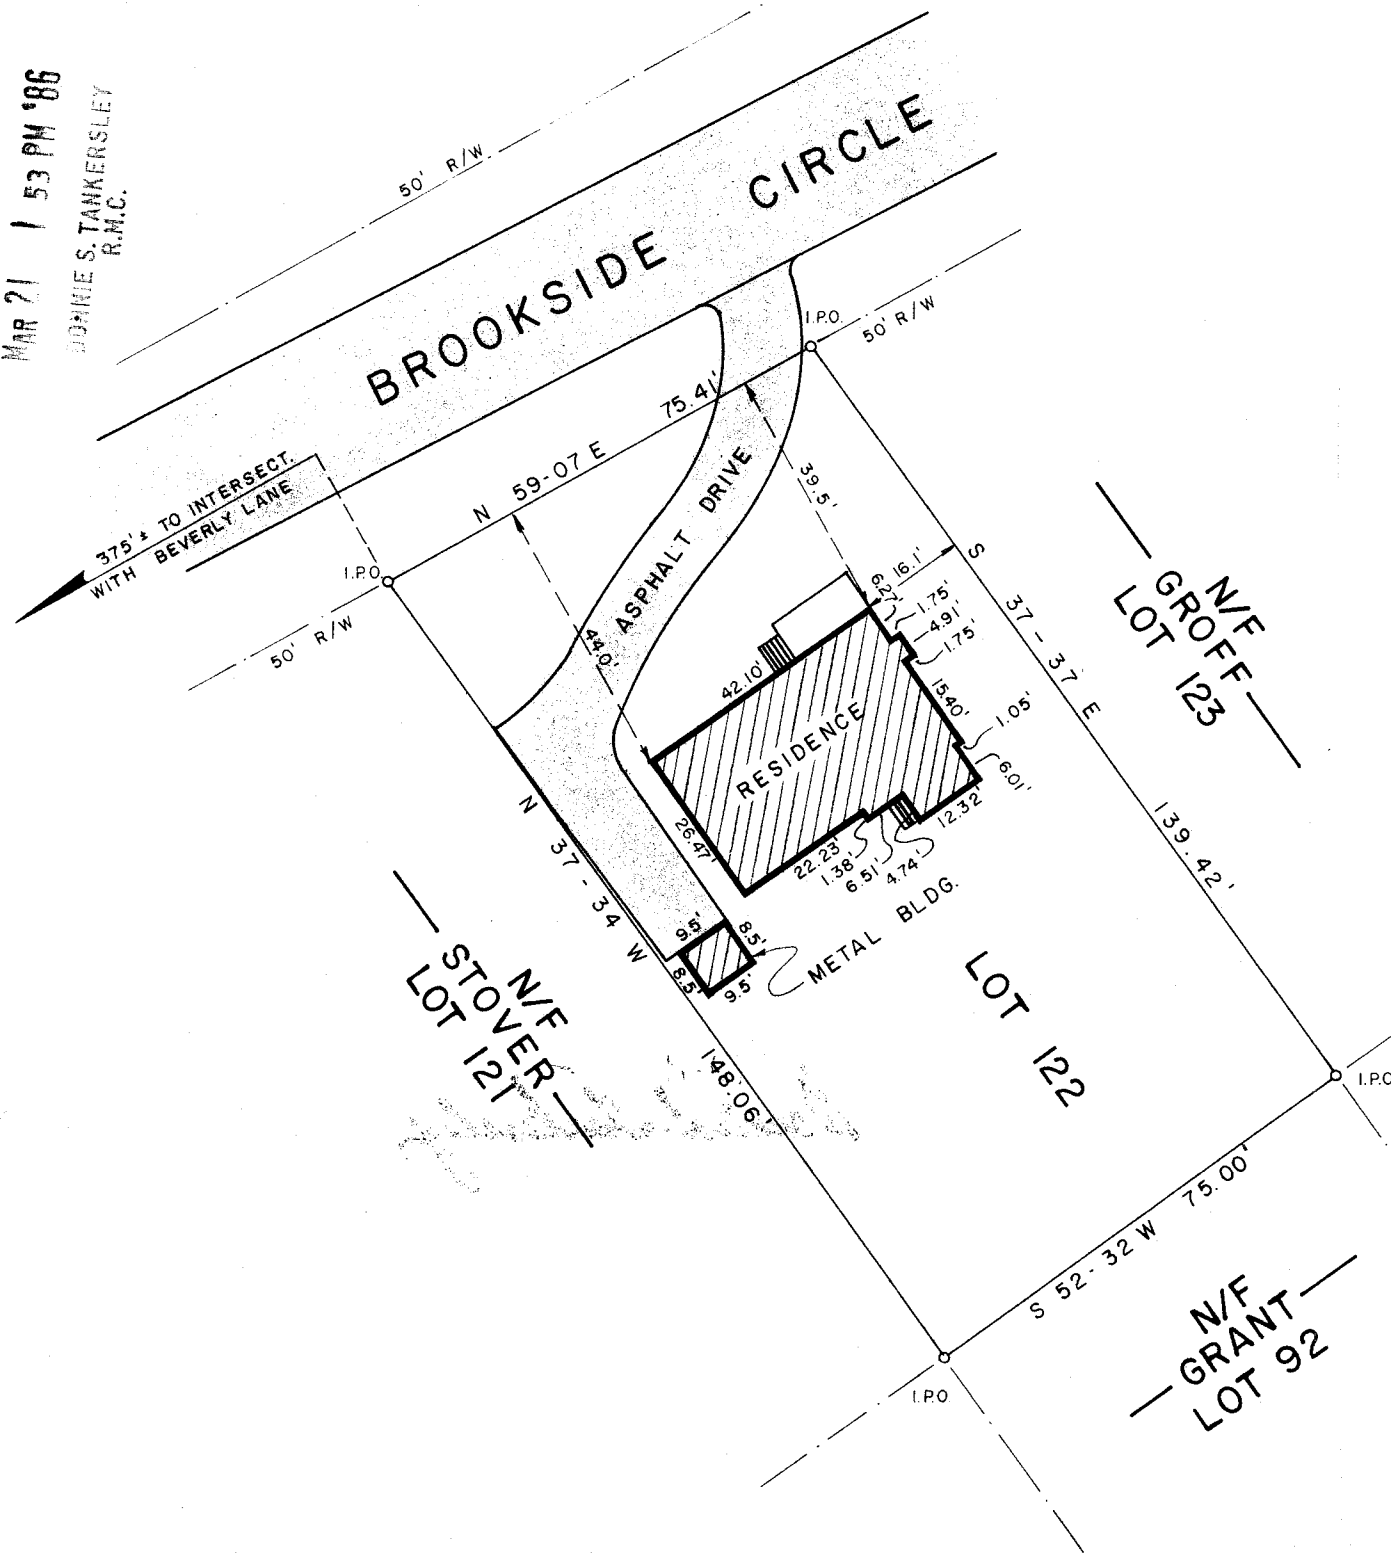 MAR 21 1 53 PM '86
DONNIE S. TANKERSLEY
R.M.C.
50' R/W
BROOKSIDE CIRCLE
I.P.O.
50' R/W
375'± TO INTERSECT.
WITH BEVERLY LANE
N 59-07 E 75.41'
I.P.O.
50' R/W
ASPHALT DRIVE
39.5'
44.0'
16.1'
6.27'
1.75'
4.91'
1.75'
15.40'
1.05'
6.01'
42.10'
RESIDENCE
26.47'
22.23'
1.38'
6.51'
4.74'
12.32'
S 37-37 E 139.42'
N/F
GROFF
LOT 123
N 37-34 W 148.06'
9.5'
8.5'
8.5'
9.5'
METAL BLDG.
N/F
STOVER
LOT 121
LOT 122
I.P.O.
S 52-32 W 75.00'
I.P.O.
N/F
GRANT
LOT 92